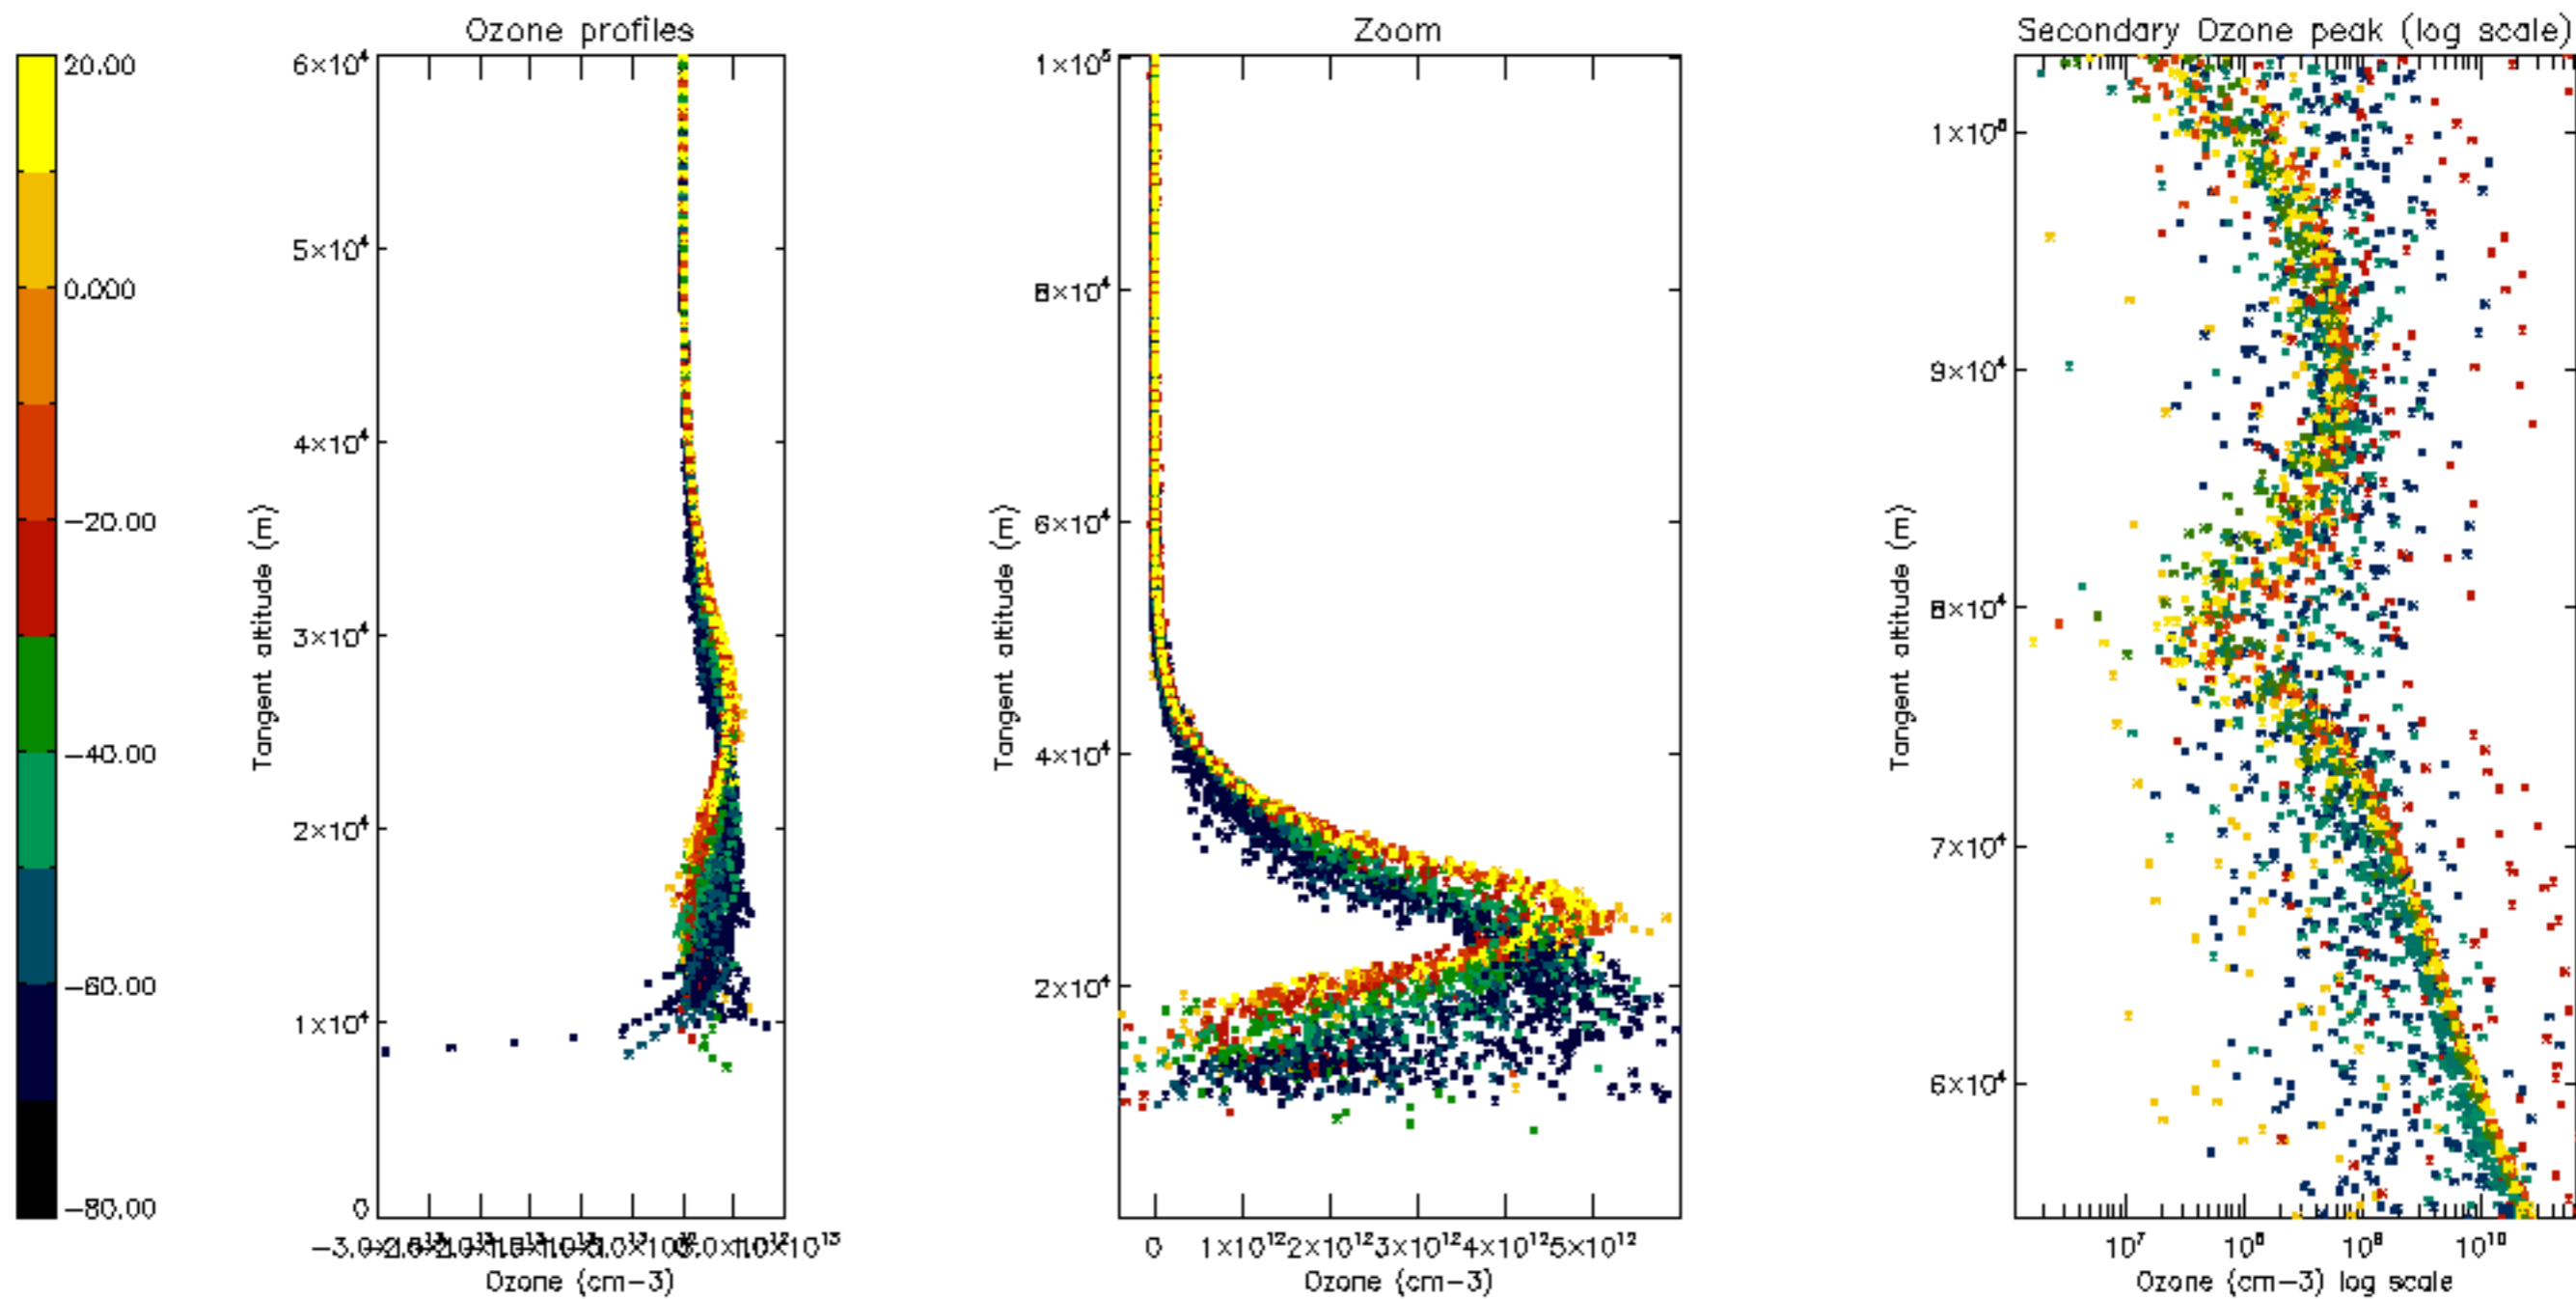 Ozone profiles
Zoom
Secondary Ozone peak (log scale)
20.00
0.000
−20.00
−40.00
−60.00
−80.00
6×10⁴
5×10⁴
4×10⁴
3×10⁴
2×10⁴
1×10⁴
0
Tangent altitude (m)
Ozone (cm−3)
1×10⁵
8×10⁴
6×10⁴
4×10⁴
2×10⁴
Tangent altitude (m)
0 1×10¹² 2×10¹² 3×10¹² 4×10¹² 5×10¹²
Ozone (cm−3)
1×10⁵
9×10⁴
8×10⁴
7×10⁴
6×10⁴
Tangent altitude (m)
10⁷ 10⁸ 10⁹ 10¹⁰
Ozone (cm−3) log scale